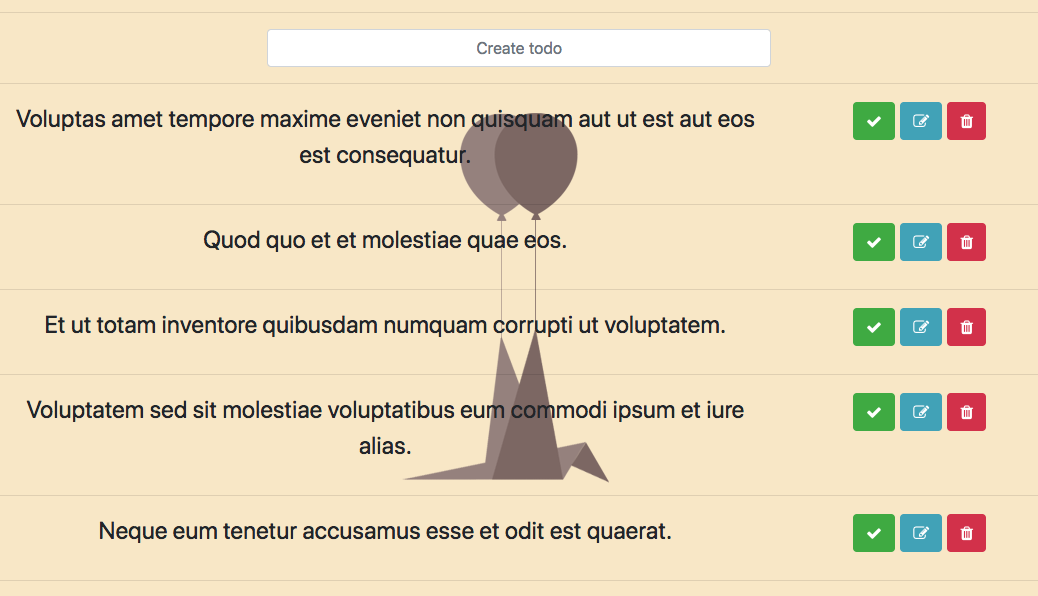 Create todo
Voluptas amet tempore maxime eveniet non quisquam aut ut est aut eos
est consequatur.
Quod quo et et molestiae quae eos.
Et ut totam inventore quibusdam numquam corrupti ut voluptatem.
Voluptatem sed sit molestiae voluptatibus eum commodi ipsum et iure
alias.
Neque eum tenetur accusamus esse et odit est quaerat.